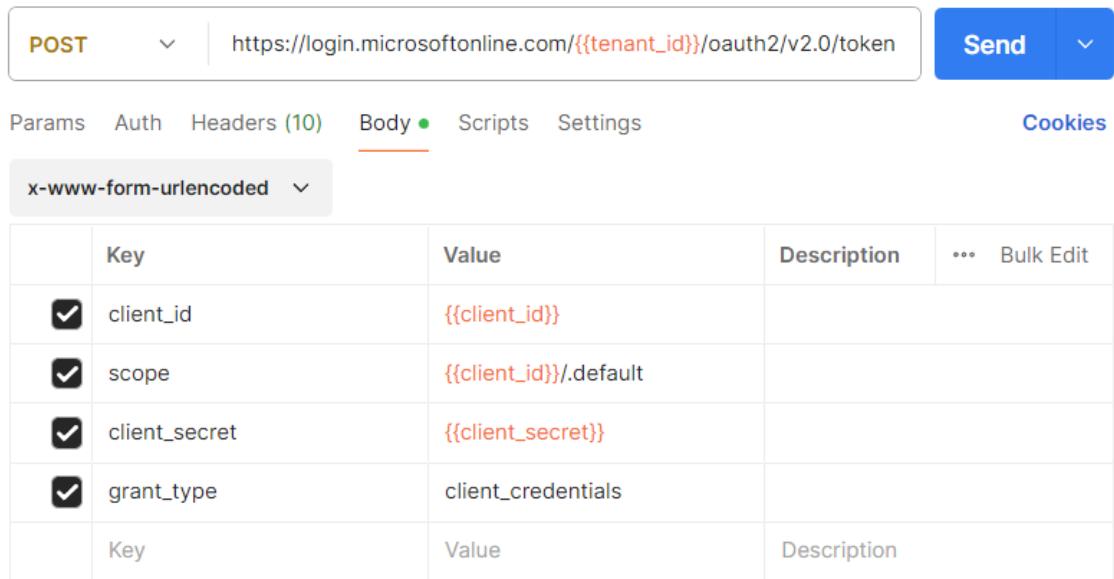 POST https://login.microsoftonline.com/{{tenant_id}}/oauth2/v2.0/token Send
Params Auth Headers (10) Body Scripts Settings Cookies
x-www-form-urlencoded
Key Value Description Bulk Edit
client_id {{client_id}}
scope {{client_id}}/.default
client_secret {{client_secret}}
grant_type client_credentials
Key Value Description